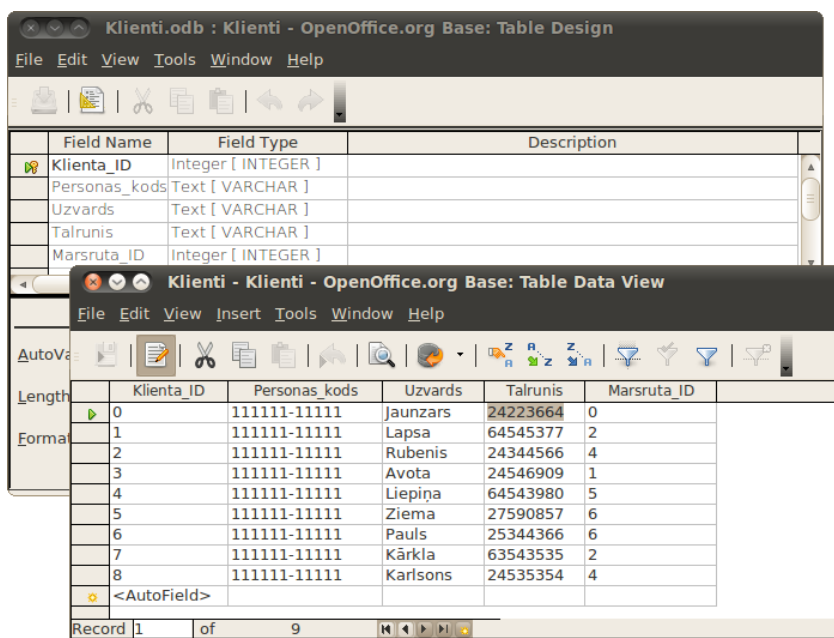 Klienti.odb : Klienti - OpenOffice.org Base: Table Design
File Edit View Tools Window Help
Field Name Field Type Description
Klienta_ID Integer [ INTEGER ]
Personas_kods Text [ VARCHAR ]
Uzvards Text [ VARCHAR ]
Talrunis Text [ VARCHAR ]
Marsruta_ID Integer [ INTEGER ]
AutoVa
Length
Format
Klienti - Klienti - OpenOffice.org Base: Table Data View
File Edit View Insert Tools Window Help
Klienta_ID Personas_kods Uzvards Talrunis Marsruta_ID
0 111111-11111 Jaunzars 24223664 0
1 111111-11111 Lapsa 64545377 2
2 111111-11111 Rubenis 24344566 4
3 111111-11111 Avota 24546909 1
4 111111-11111 Liepiņa 64543980 5
5 111111-11111 Ziema 27590857 6
6 111111-11111 Pauls 25344366 6
7 111111-11111 Kārkla 63543535 2
8 111111-11111 Karlsons 24535354 4
<AutoField>
Record 1 of 9